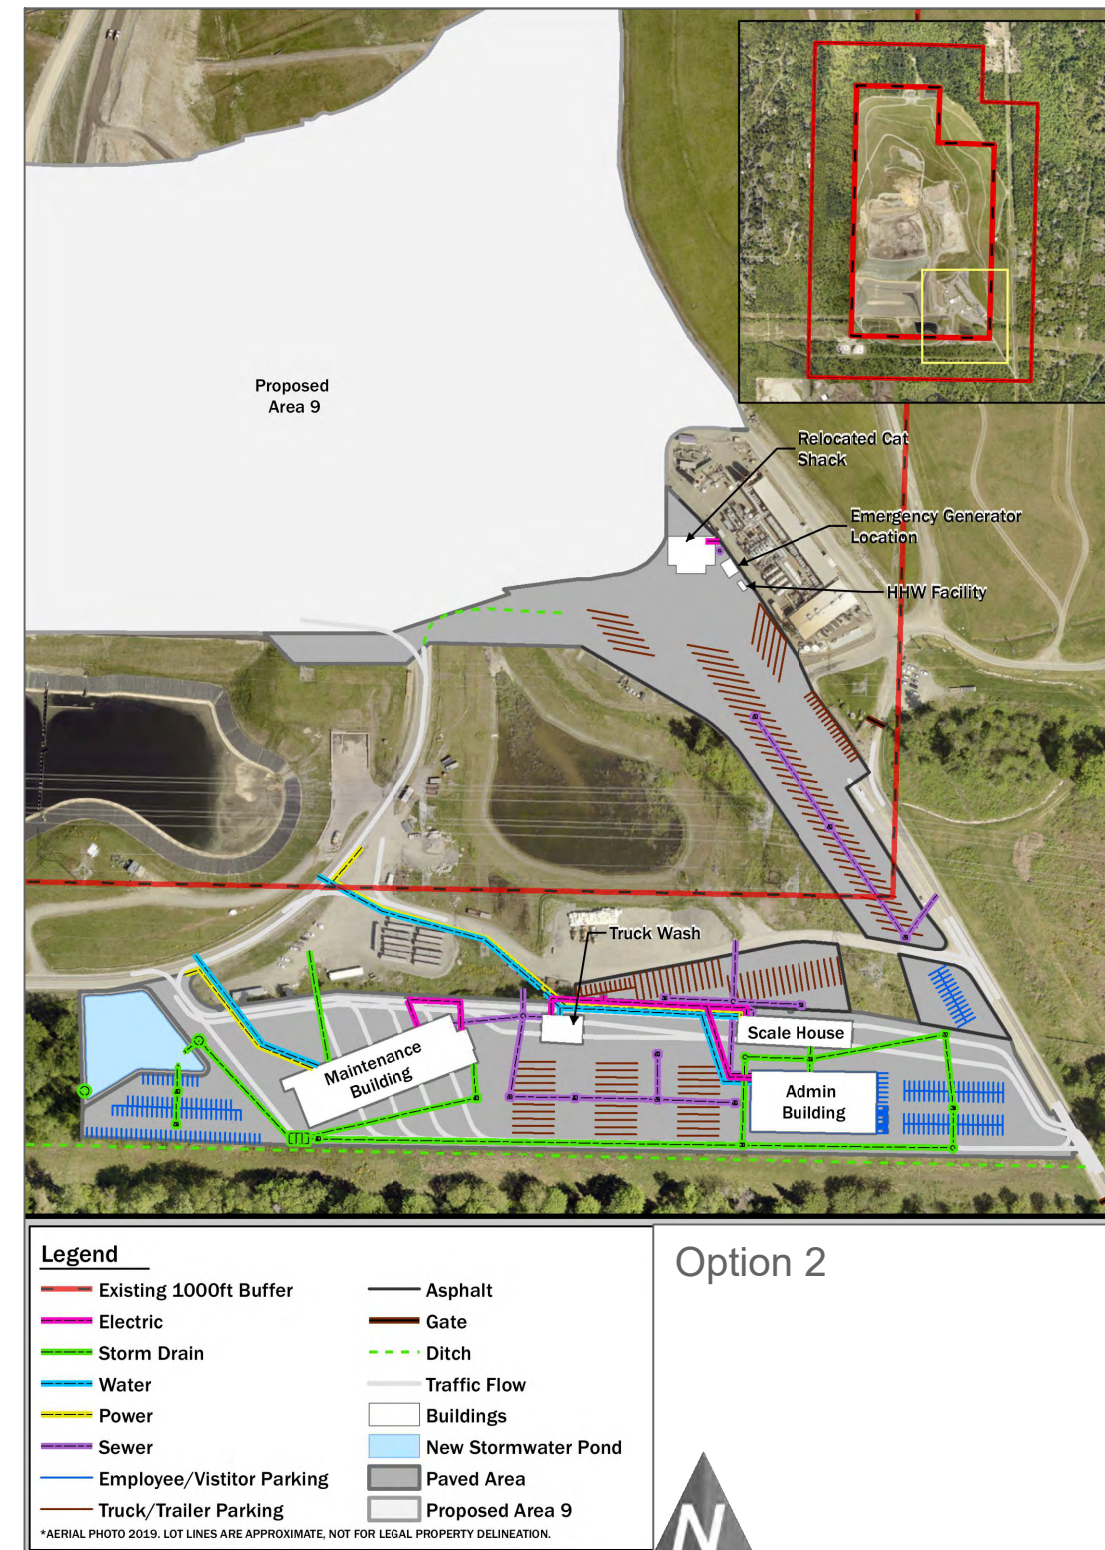 Proposed
Area 9
Relocated Cat
Shack
Emergency Generator
Location
HHW Facility
Truck Wash
Scale House
Maintenance
Building
Admin
Building
Legend
Existing 1000ft Buffer
Electric
Storm Drain
Water
Power
Sewer
Employee/Vistitor Parking
Truck/Trailer Parking
Asphalt
Gate
Ditch
Traffic Flow
Buildings
New Stormwater Pond
Paved Area
Proposed Area 9
*AERIAL PHOTO 2019. LOT LINES ARE APPROXIMATE, NOT FOR LEGAL PROPERTY DELINEATION.
Option 2
N